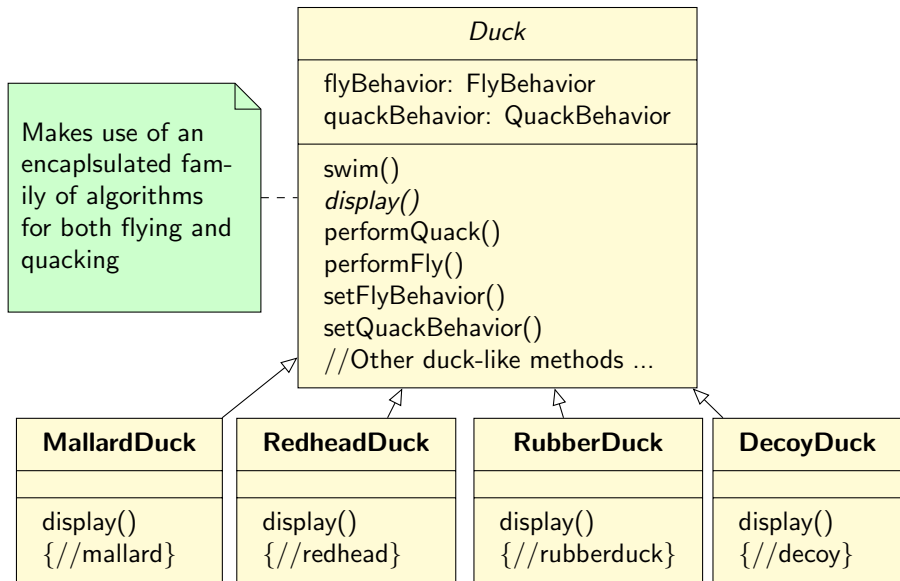 Duck
flyBehavior: FlyBehavior
quackBehavior: QuackBehavior
Makes use of an
encaplsulated fam-
ily of algorithms
for both flying and
quacking
swim()
display()
performQuack()
performFly()
setFlyBehavior()
setQuackBehavior()
//Other duck-like methods ...
MallardDuck
display()
{//mallard}
RedheadDuck
display()
{//redhead}
RubberDuck
display()
{//rubberduck}
DecoyDuck
display()
{//decoy}